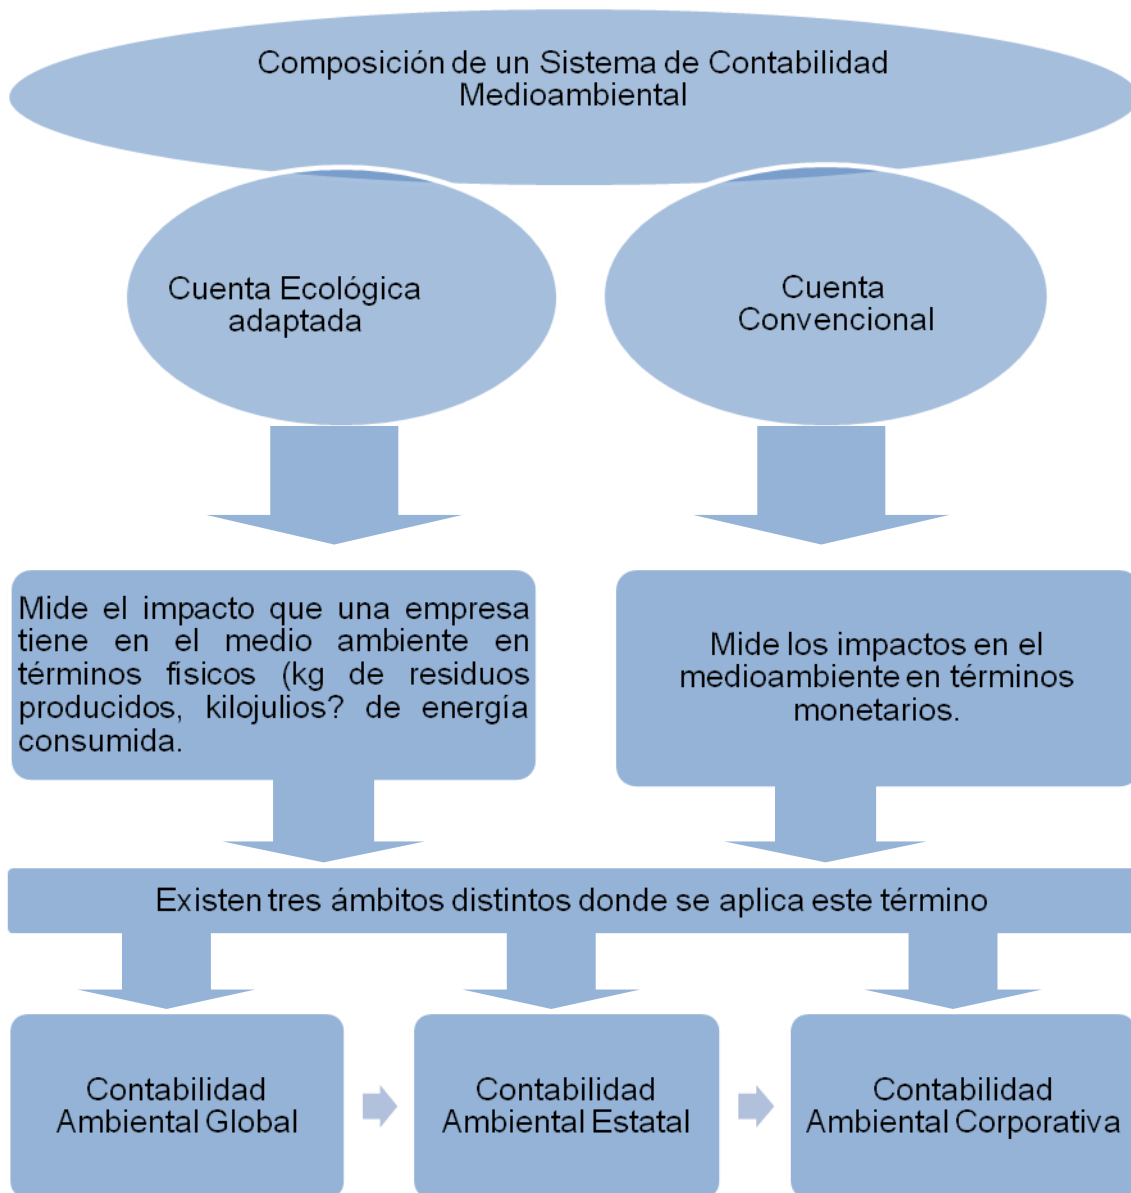 Composición de un Sistema de Contabilidad
Medioambiental
Cuenta Ecológica
adaptada
Cuenta
Convencional
Mide el impacto que una empresa
tiene en el medio ambiente en
términos físicos (kg de residuos
producidos, kilojulios? de energía
consumida.
Mide los impactos en el
medioambiente en términos
monetarios.
Existen tres ámbitos distintos donde se aplica este término
Contabilidad
Ambiental Global
Contabilidad
Ambiental Estatal
Contabilidad
Ambiental Corporativa